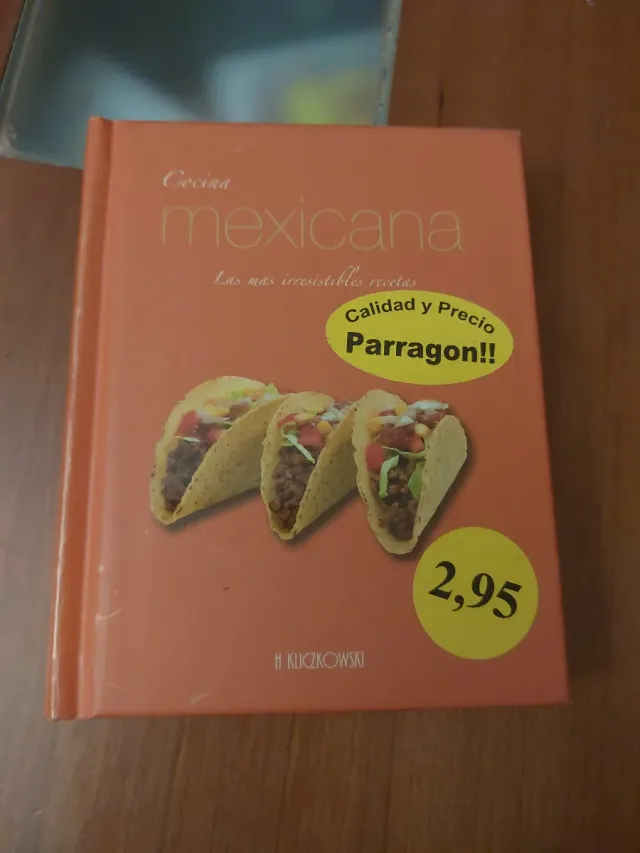 Cocina
mexicana
Las más irresistibles recetas
Calidad y Precio
Parragon!!
2,95
H KLICZKOWSKI